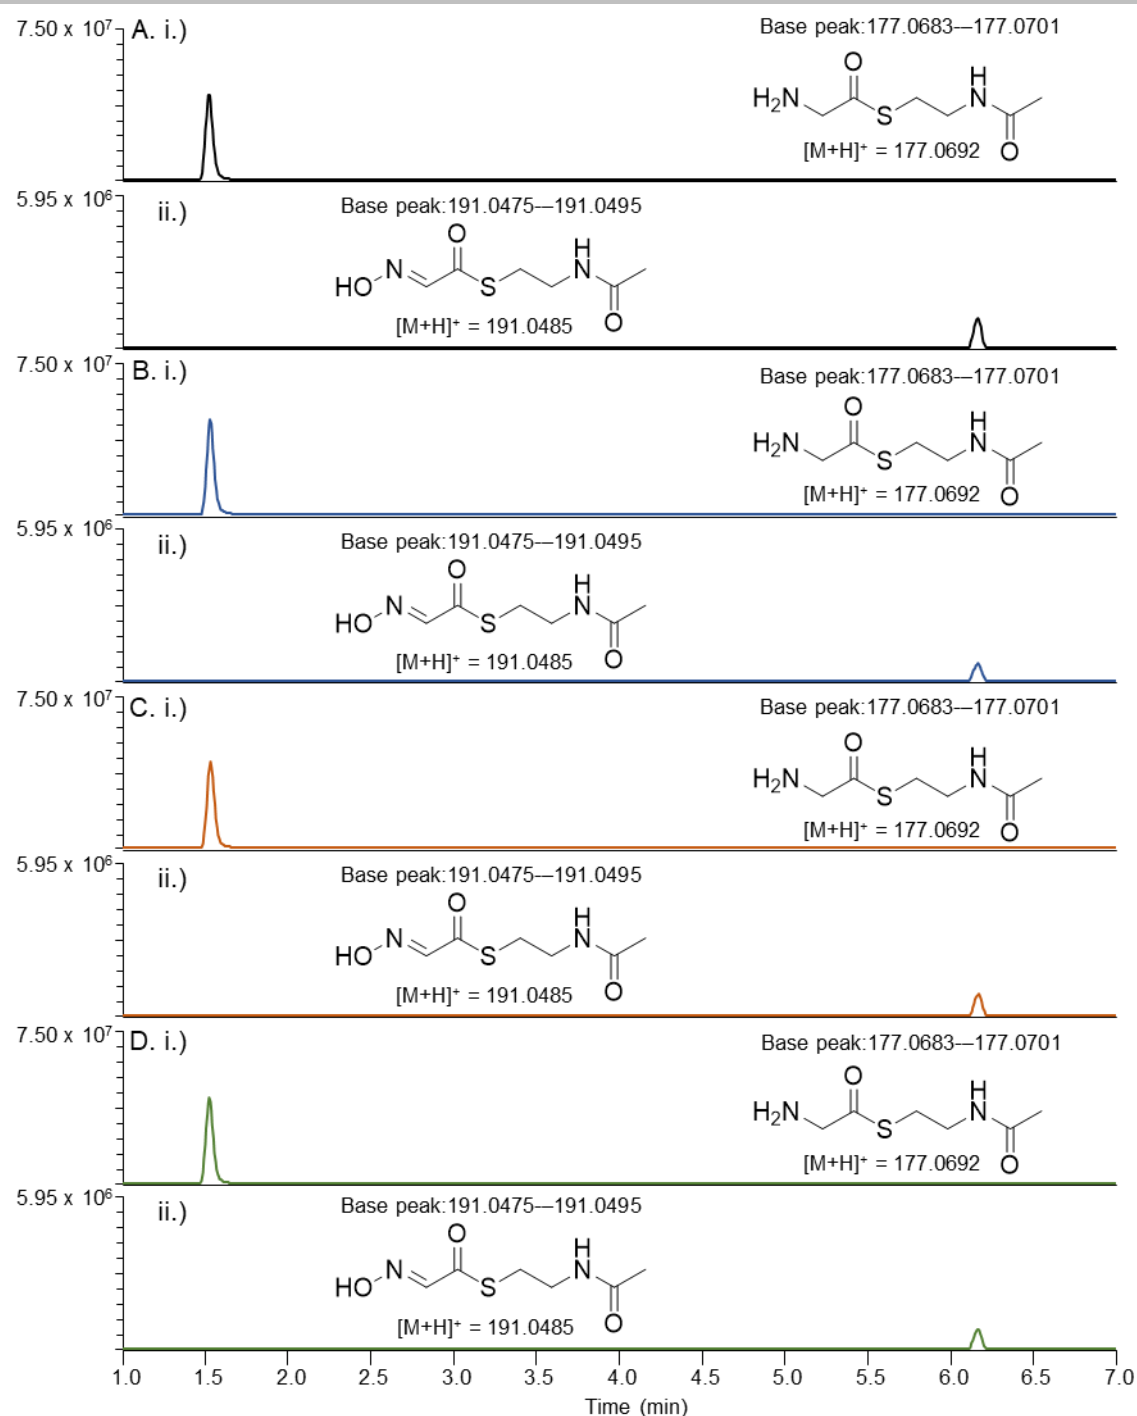 7.50 x 10⁷
A. i.)
Base peak:177.0683–-177.0701
O
H₂N
S
H
N
O
[M+H]⁺ = 177.0692
5.95 x 10⁶
ii.)
Base peak:191.0475–-191.0495
O
HO
N
S
H
N
O
[M+H]⁺ = 191.0485
7.50 x 10⁷
B. i.)
Base peak:177.0683–-177.0701
O
H₂N
S
H
N
O
[M+H]⁺ = 177.0692
5.95 x 10⁶
ii.)
Base peak:191.0475–-191.0495
O
HO
N
S
H
N
O
[M+H]⁺ = 191.0485
7.50 x 10⁷
C. i.)
Base peak:177.0683–-177.0701
O
H₂N
S
H
N
O
[M+H]⁺ = 177.0692
5.95 x 10⁶
ii.)
Base peak:191.0475–-191.0495
O
HO
N
S
H
N
O
[M+H]⁺ = 191.0485
7.50 x 10⁷
D. i.)
Base peak:177.0683–-177.0701
O
H₂N
S
H
N
O
[M+H]⁺ = 177.0692
5.95 x 10⁶
ii.)
Base peak:191.0475–-191.0495
O
HO
N
S
H
N
O
[M+H]⁺ = 191.0485
1.0 1.5 2.0 2.5 3.0 3.5 4.0 4.5 5.0 5.5 6.0 6.5 7.0
Time (min)